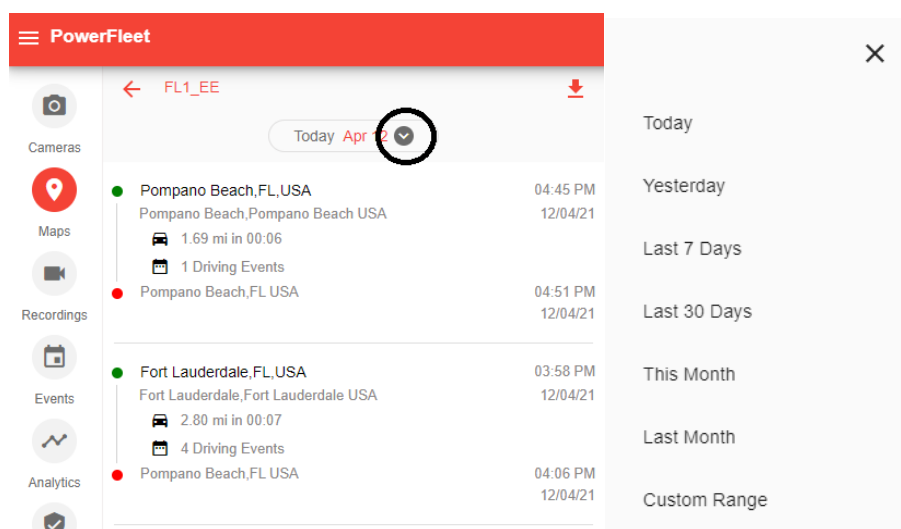 PowerFleet
FL1_EE
Today Apr 12
Cameras
Maps
Recordings
Events
Analytics
Pompano Beach,FL,USA 04:45 PM
Pompano Beach,Pompano Beach USA 12/04/21
1.69 mi in 00:06
1 Driving Events
Pompano Beach,FL USA 04:51 PM
12/04/21
Fort Lauderdale,FL,USA 03:58 PM
Fort Lauderdale,Fort Lauderdale USA 12/04/21
2.80 mi in 00:07
4 Driving Events
Pompano Beach,FL USA 04:06 PM
12/04/21
Today
Yesterday
Last 7 Days
Last 30 Days
This Month
Last Month
Custom Range